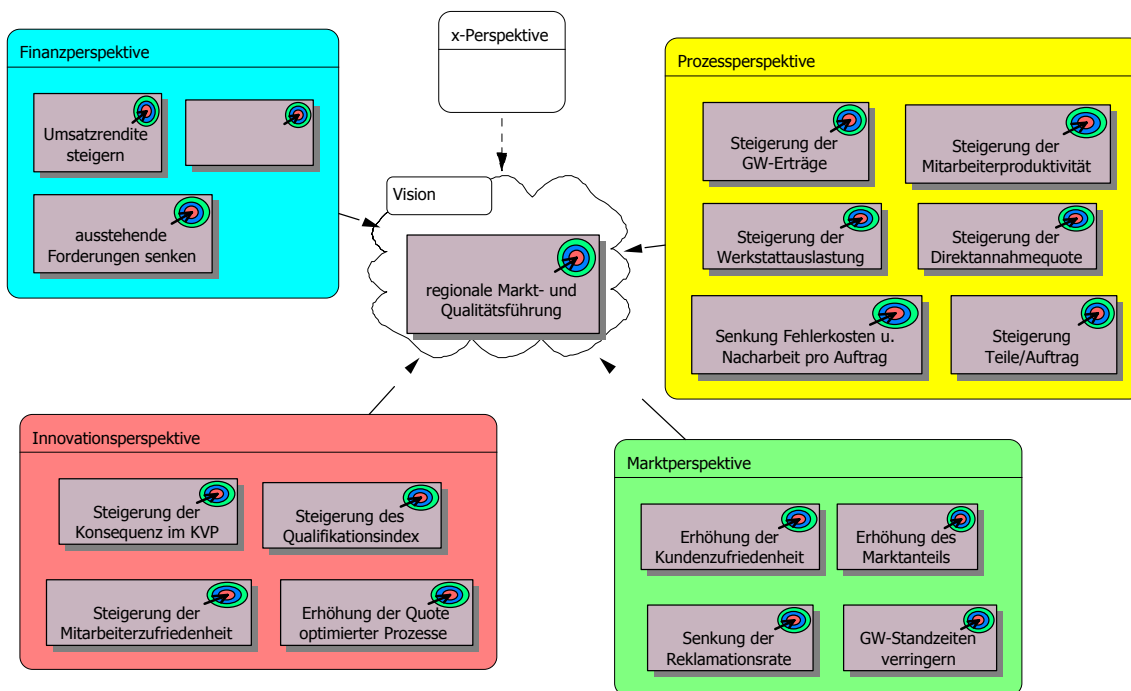 Finanzperspektive
Umsatzrendite
steigern
ausstehende
Forderungen senken
x-Perspektive
Prozessperspektive
Steigerung der
GW-Erträge
Steigerung der
Mitarbeiterproduktivität
Steigerung der
Werkstattauslastung
Steigerung der
Direktannahmequote
Senkung Fehlerkosten u.
Nacharbeit pro Auftrag
Steigerung
Teile/Auftrag
Vision
regionale Markt- und
Qualitätsführung
Innovationsperspektive
Steigerung der
Konsequenz im KVP
Steigerung des
Qualifikationsindex
Steigerung der
Mitarbeiterzufriedenheit
Erhöhung der Quote
optimierter Prozesse
Marktperspektive
Erhöhung der
Kundenzufriedenheit
Erhöhung des
Marktanteils
Senkung der
Reklamationsrate
GW-Standzeiten
verringern